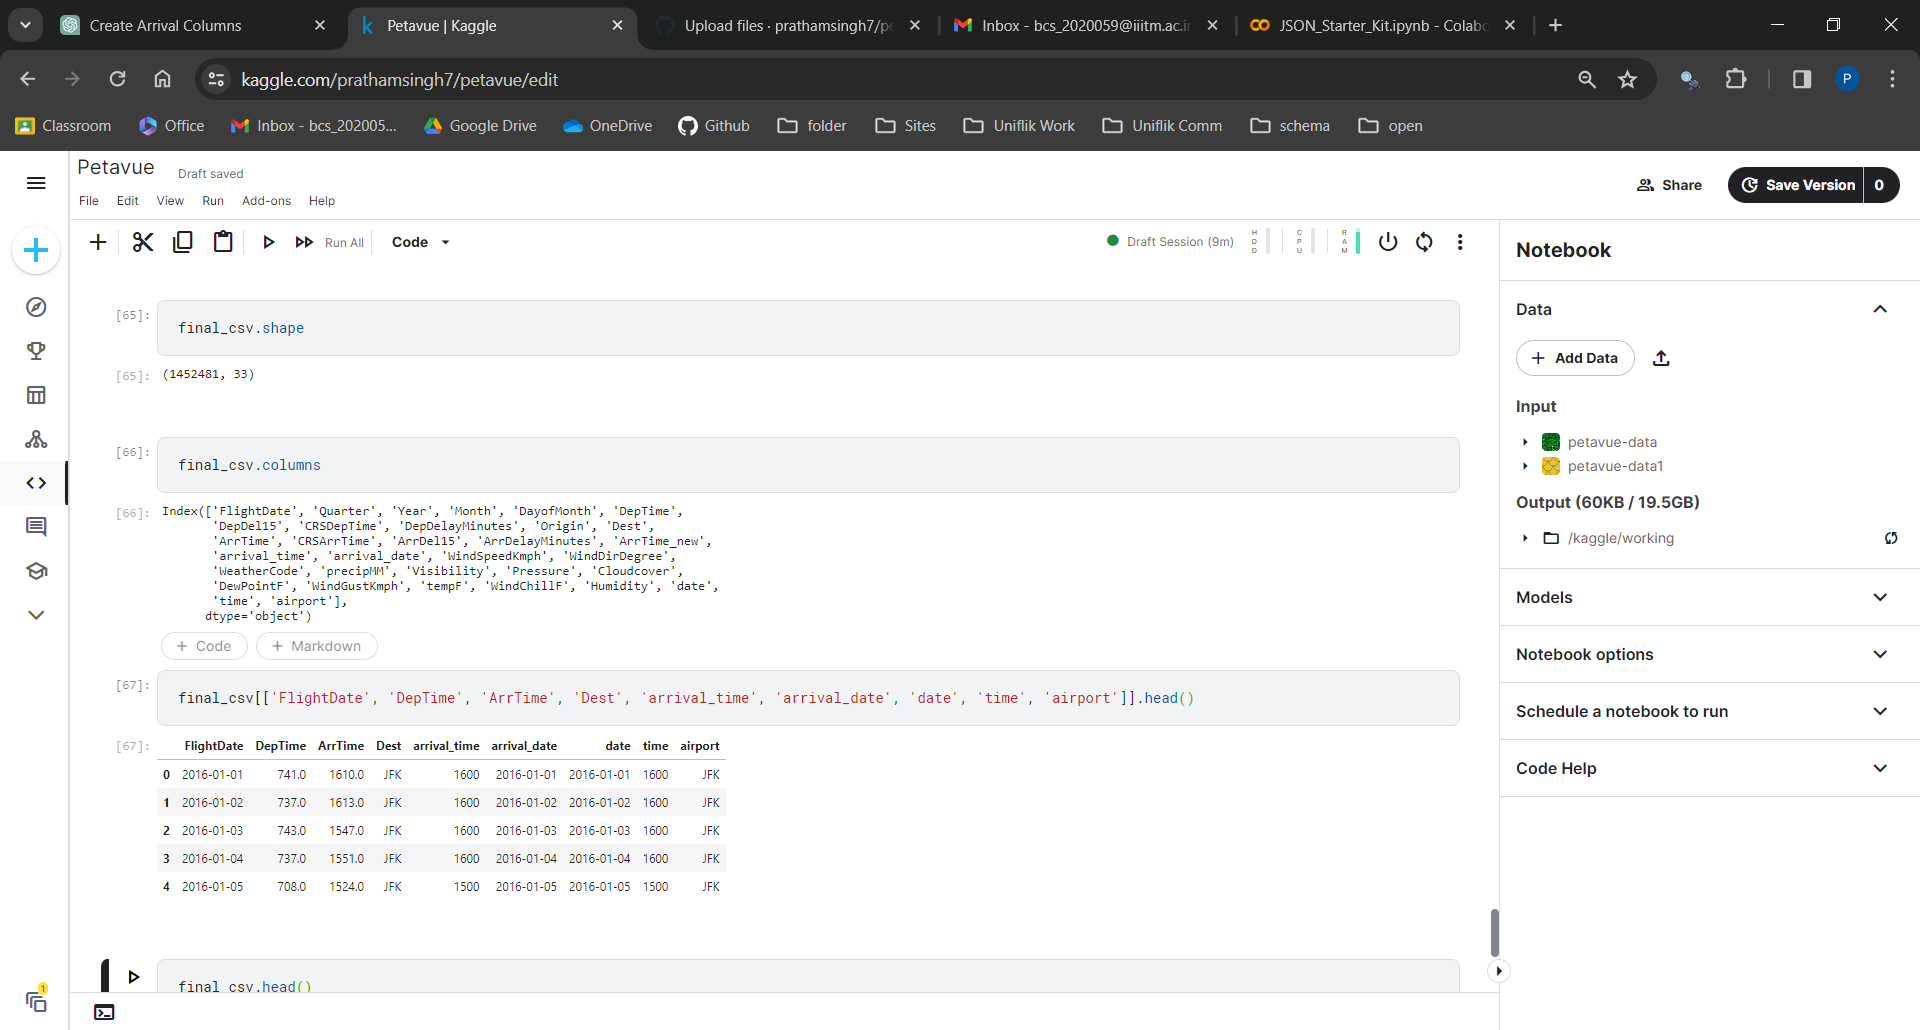 Create Arrival Columns
Petavue | Kaggle
Upload files · prathamsingh7/pe
Inbox - bcs_2020059@iiitm.ac.i
JSON_Starter_Kit.ipynb - Colab
kaggle.com/prathamsingh7/petavue/edit
P
Classroom
Office
Inbox - bcs_202005...
Google Drive
OneDrive
Github
folder
Sites
Uniflik Work
Uniflik Comm
schema
open
Petavue
Draft saved
File Edit View Run Add-ons Help
Share
Save Version 0
Run All
Code
Draft Session (9m)
HDD
CPU
RAM
[65]:
final_csv.shape
[65]:
(1452481, 33)
[66]:
final_csv.columns
[66]:
Index(['FlightDate', 'Quarter', 'Year', 'Month', 'DayofMonth', 'DepTime',
'DepDel15', 'CRSDepTime', 'DepDelayMinutes', 'Origin', 'Dest',
'ArrTime', 'CRSArrTime', 'ArrDel15', 'ArrDelayMinutes', 'ArrTime_new',
'arrival_time', 'arrival_date', 'WindSpeedKmph', 'WindDirDegree',
'WeatherCode', 'precipMM', 'Visibility', 'Pressure', 'Cloudcover',
'DewPointF', 'WindGustKmph', 'tempF', 'WindChillF', 'Humidity', 'date',
'time', 'airport'],
dtype='object')
+ Code
+ Markdown
[67]:
final_csv[['FlightDate', 'DepTime', 'ArrTime', 'Dest', 'arrival_time', 'arrival_date', 'date', 'time', 'airport']].head()
[67]:
FlightDate DepTime ArrTime Dest arrival_time arrival_date date time airport
0 2016-01-01 741.0 1610.0 JFK 1600 2016-01-01 2016-01-01 1600 JFK
1 2016-01-02 737.0 1613.0 JFK 1600 2016-01-02 2016-01-02 1600 JFK
2 2016-01-03 743.0 1547.0 JFK 1600 2016-01-03 2016-01-03 1600 JFK
3 2016-01-04 737.0 1551.0 JFK 1600 2016-01-04 2016-01-04 1600 JFK
4 2016-01-05 708.0 1524.0 JFK 1500 2016-01-05 2016-01-05 1500 JFK
final_csv.head()
1
Notebook
Data
+ Add Data
Input
petavue-data
petavue-data1
Output (60KB / 19.5GB)
/kaggle/working
Models
Notebook options
Schedule a notebook to run
Code Help